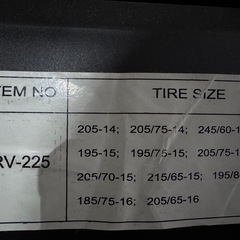 TEM NO TIRE SIZE
205-14; 205/75-14; 245/60-1
RV-225 195-15; 195/75-15; 205/75-1
205/70-15; 215/65-15; 195/8
185/75-16; 205/65-16